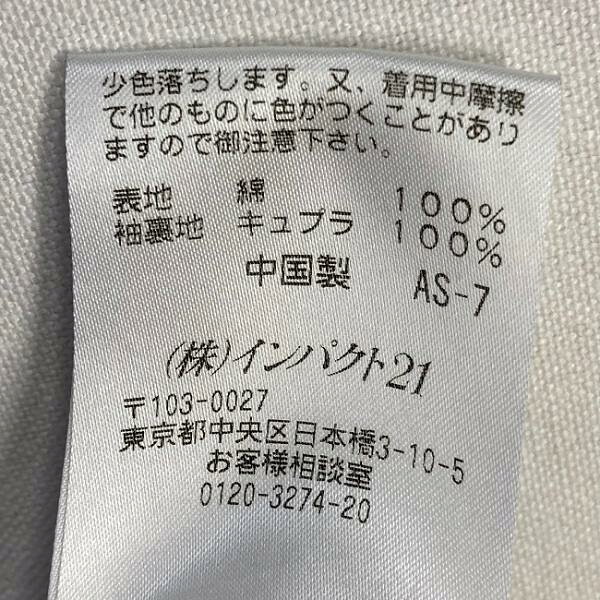 少色落ちします。又、着用中摩擦
で他のものに色がつくことがあり
ますので御注意下さい。
表地 綿 100%
袖裏地 キュプラ 100%
中国製 AS-7
(株)インパクト21
〒103-0027
東京都中央区日本橋3-10-5
お客様相談室
0120-3274-20